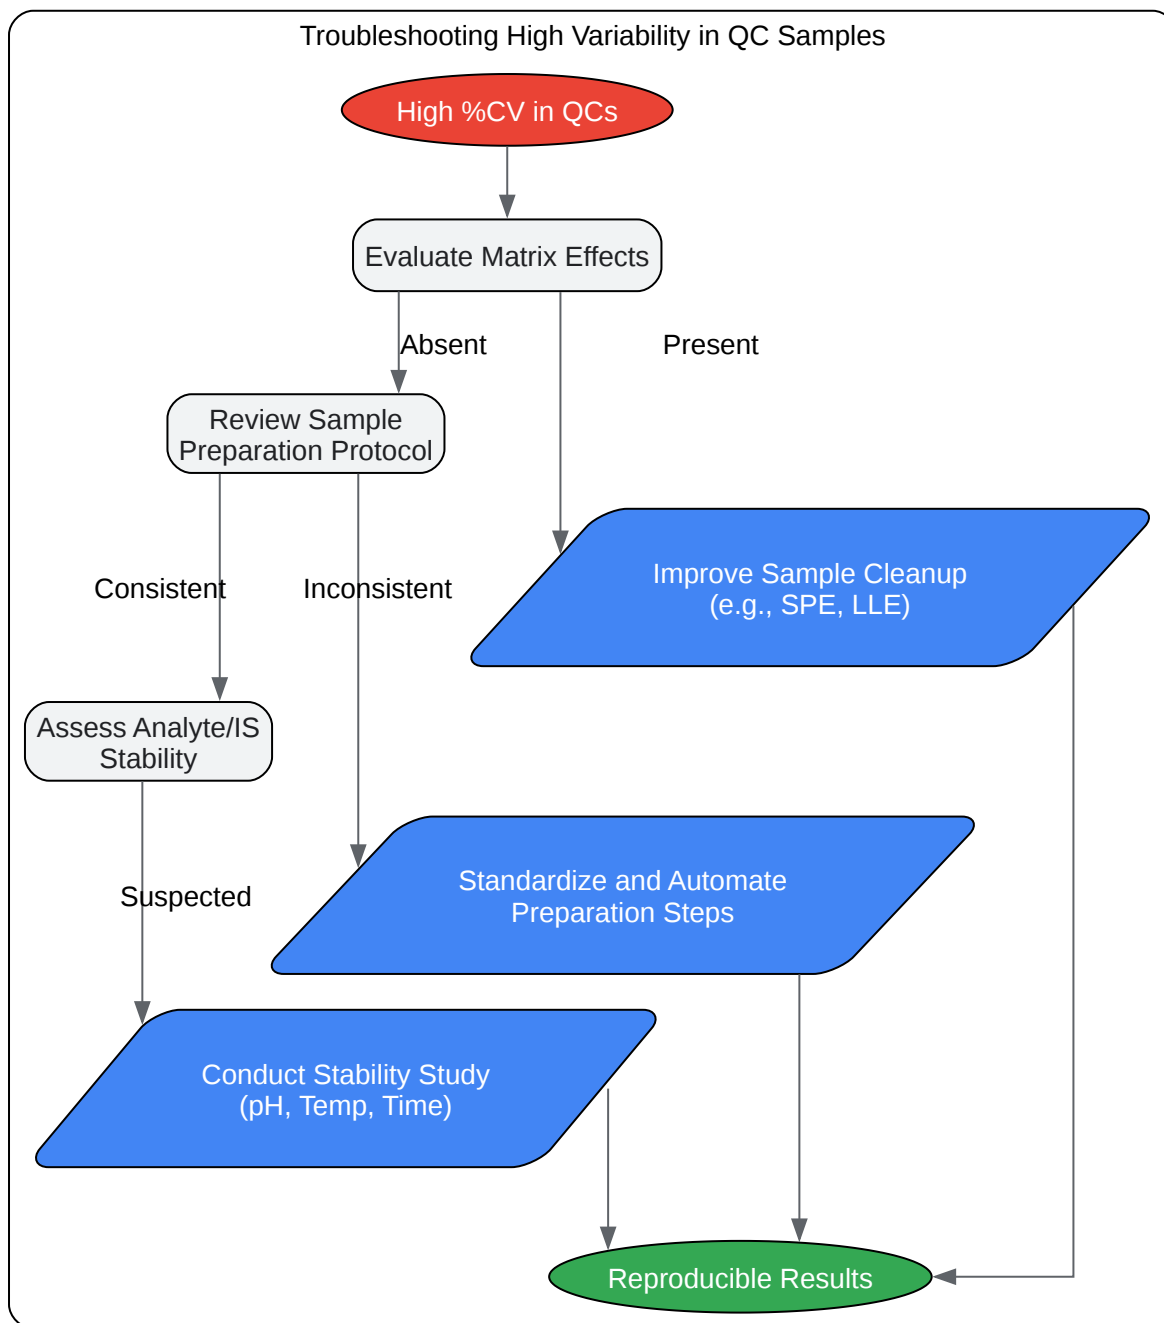 Troubleshooting High Variability in QC Samples
High %CV in QCs
Evaluate Matrix Effects
Absent
Present
Review Sample
Preparation Protocol
Consistent
Inconsistent
Improve Sample Cleanup
(e.g., SPE, LLE)
Assess Analyte/IS
Stability
Suspected
Standardize and Automate
Preparation Steps
Conduct Stability Study
(pH, Temp, Time)
Reproducible Results